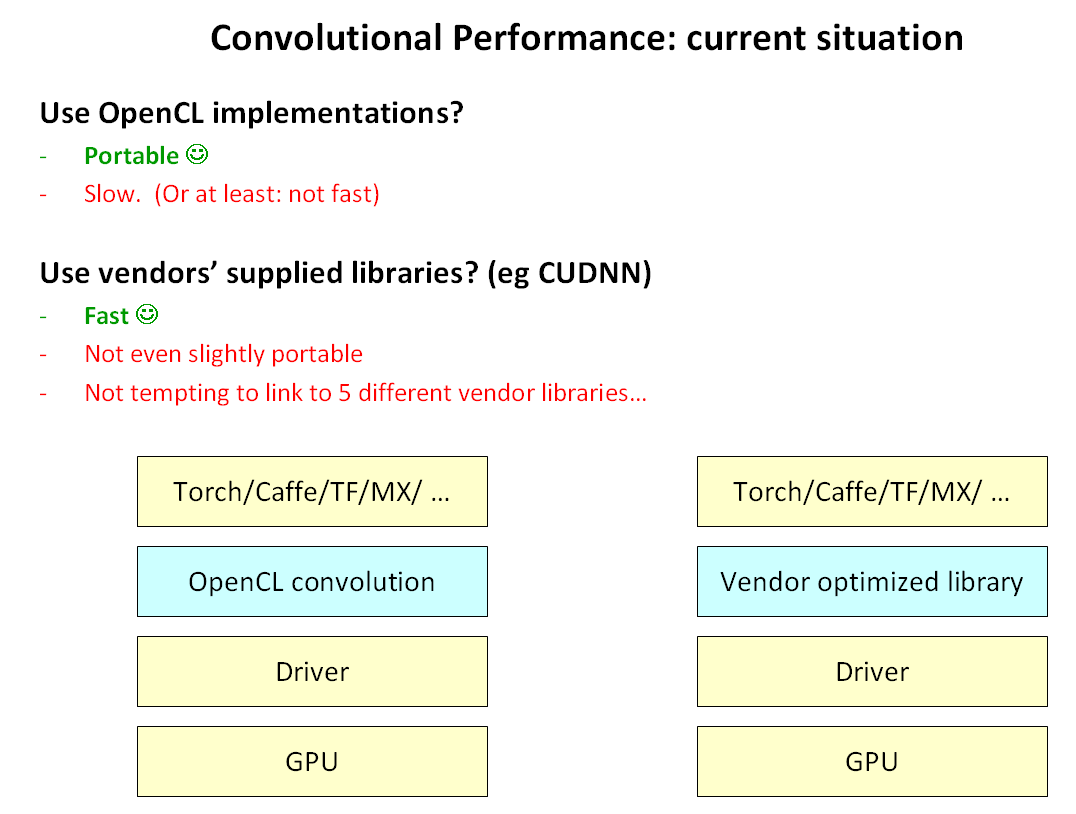 Convolutional Performance: current situation
Use OpenCL implementations?
- Portable ☺
- Slow.  (Or at least: not fast)
Use vendors’ supplied libraries? (eg CUDNN)
- Fast ☺
- Not even slightly portable
- Not tempting to link to 5 different vendor libraries…
Torch/Caffe/TF/MX/ …
OpenCL convolution
Driver
GPU
Torch/Caffe/TF/MX/ …
Vendor optimized library
Driver
GPU